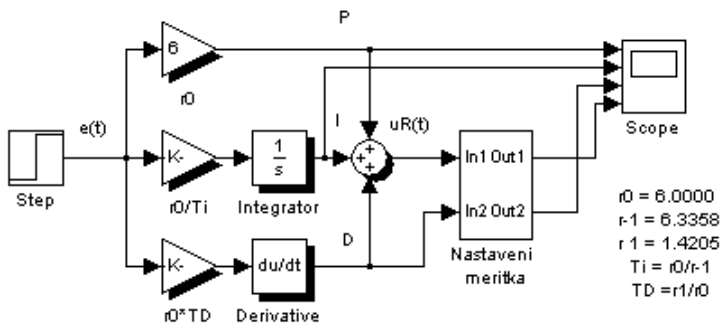 P
6
r0
e(t)
I
uR(t)
Scope
Step
K-
r0/Ti
1
s
Integrator
In1 Out1
In2 Out2
Nastaveni
meritka
D
K-
r0*TD
du/dt
Derivative
r0 = 6.0000
r-1 = 6.3358
r 1 = 1.4205
Ti = r0/r-1
TD =r1/r0